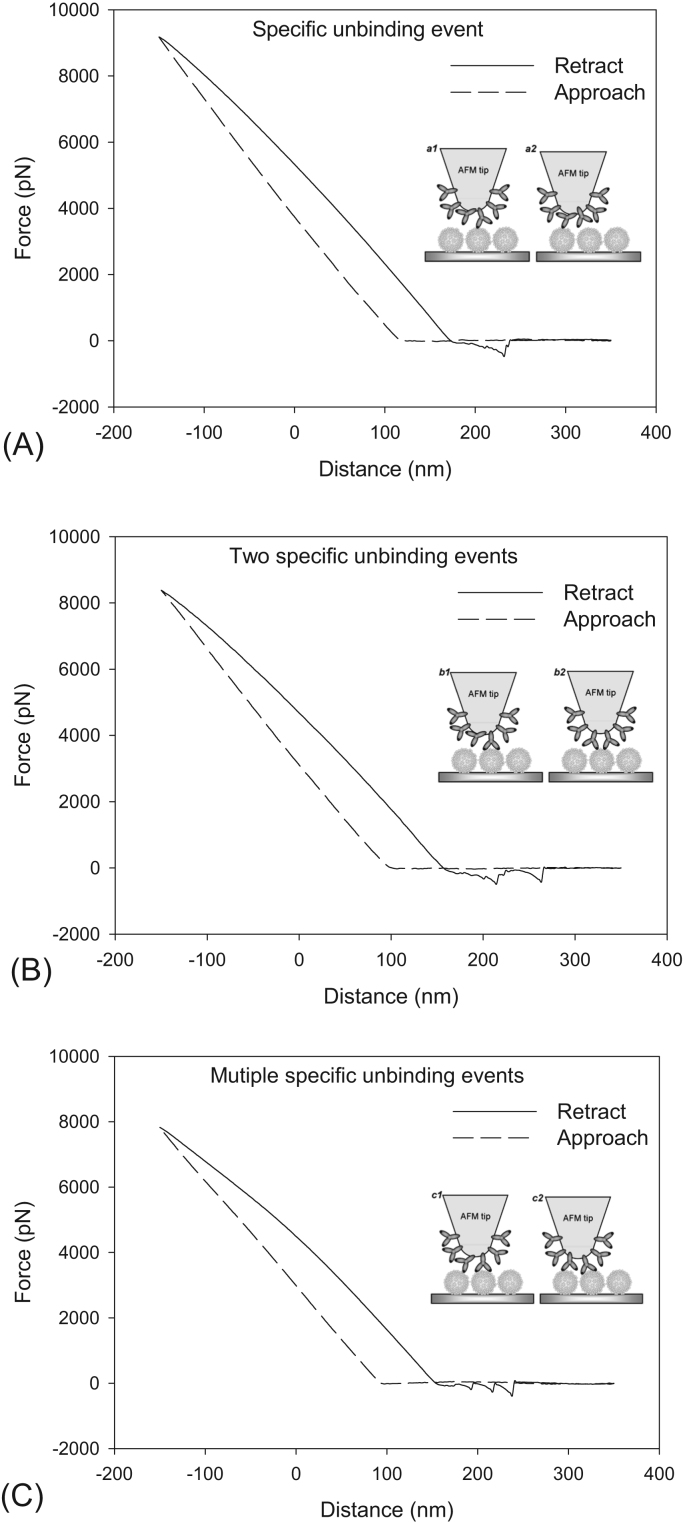 Specific unbinding event
Retract
Approach
a1
a2
AFM tip
AFM tip
10000
8000
6000
4000
2000
0
-2000
Force (pN)
-200
-100
0
100
200
300
400
Distance (nm)
(A)
Two specific unbinding events
Retract
Approach
b1
b2
AFM tip
AFM tip
10000
8000
6000
4000
2000
0
-2000
Force (pN)
-200
-100
0
100
200
300
400
Distance (nm)
(B)
Mutiple specific unbinding events
Retract
Approach
c1
c2
AFM tip
AFM tip
10000
8000
6000
4000
2000
0
-2000
Force (pN)
-200
-100
0
100
200
300
400
Distance (nm)
(C)